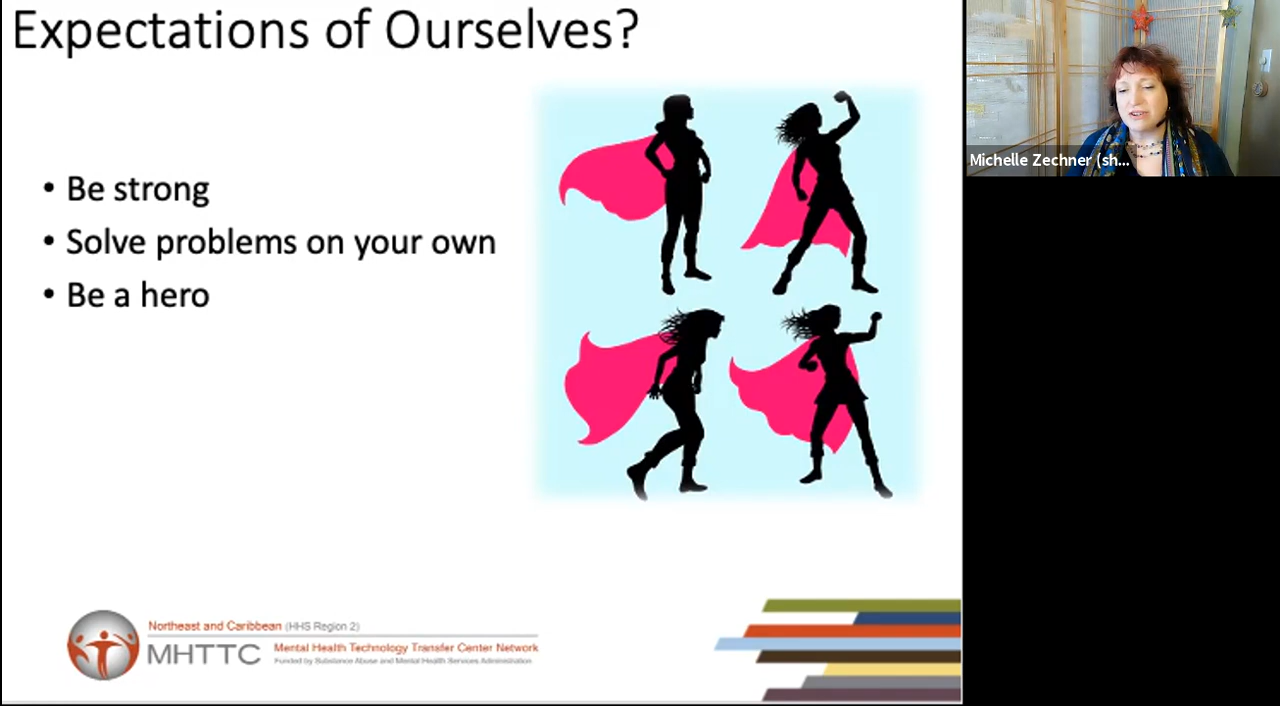 Expectations of Ourselves?
• Be strong
• Solve problems on your own
• Be a hero
Michelle Zechner (sh...
Northeast and Caribbean (HHS Region 2)
MHTTC
Mental Health Technology Transfer Center Network
Funded by Substance Abuse and Mental Health Services Administration